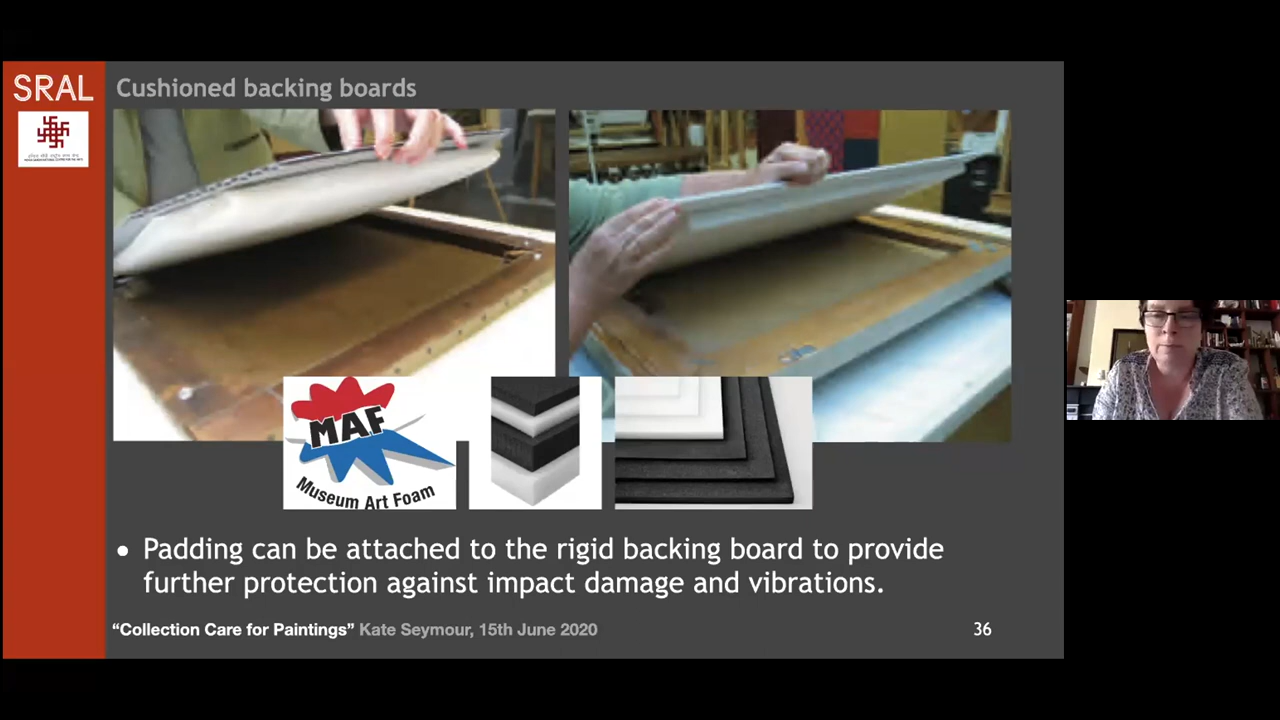 SRAL
Cushioned backing boards
MAF
Museum Art Foam
• Padding can be attached to the rigid backing board to provide
further protection against impact damage and vibrations.
“Collection Care for Paintings” Kate Seymour, 15th June 2020
36